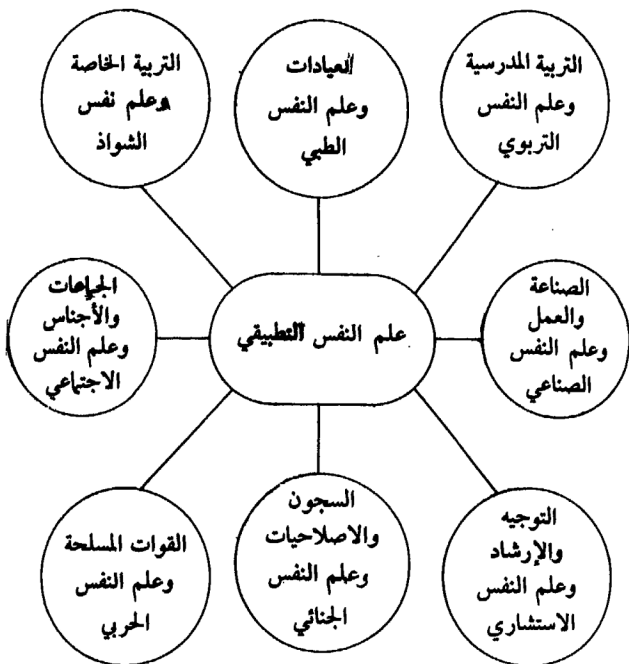 التربية المدرسية
وعلم النفس
التربوي
العيادات
وعلم النفس
الطبي
التربية الخاصة
وعلم نفس
الشواذ
الصناعة
والعمل
وعلم النفس
الصناعي
علم النفس التطبيقي
الجماعات
والأجناس
وعلم النفس
الاجتماعي
التوجيه
والإرشاد
وعلم النفس
الاستشاري
السجون
والاصلاحيات
وعلم النفس
الجنائي
القوات المسلحة
وعلم النفس
الحربي